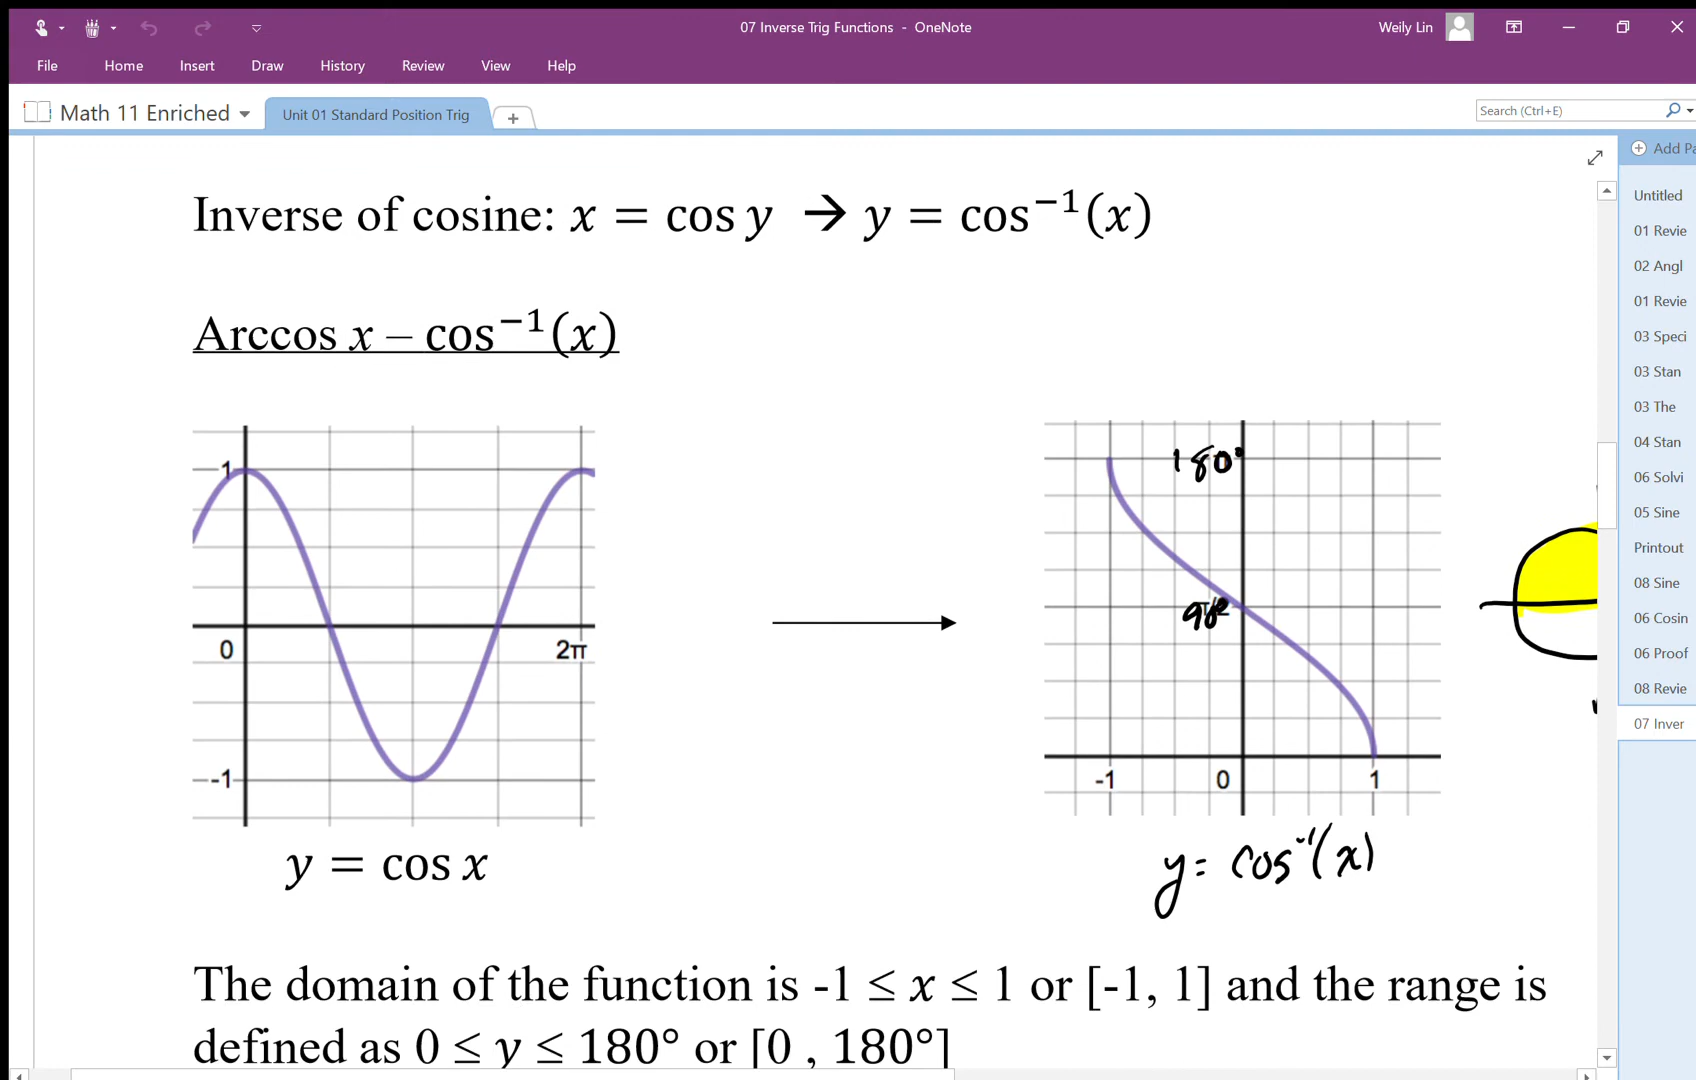 07 Inverse Trig Functions - OneNote
Weily Lin
File Home Insert Draw History Review View Help
Math 11 Enriched
Unit 01 Standard Position Trig
+
Search (Ctrl+E)
Add Pa
Untitled
01 Revie
02 Angl
01 Revie
03 Speci
03 Stan
03 The
04 Stan
06 Solvi
05 Sine
Printout
08 Sine
06 Cosin
06 Proof
08 Revie
07 Inver
Inverse of cosine: x = cos y → y = cos⁻¹(x)
Arccos x – cos⁻¹(x)
1
0
2π
-1
y = cos x
180°
90°
-1
0
1
y = cos⁻¹(x)
The domain of the function is -1 ≤ x ≤ 1 or [-1, 1] and the range is
defined as 0 ≤ y ≤ 180° or [0 , 180°]